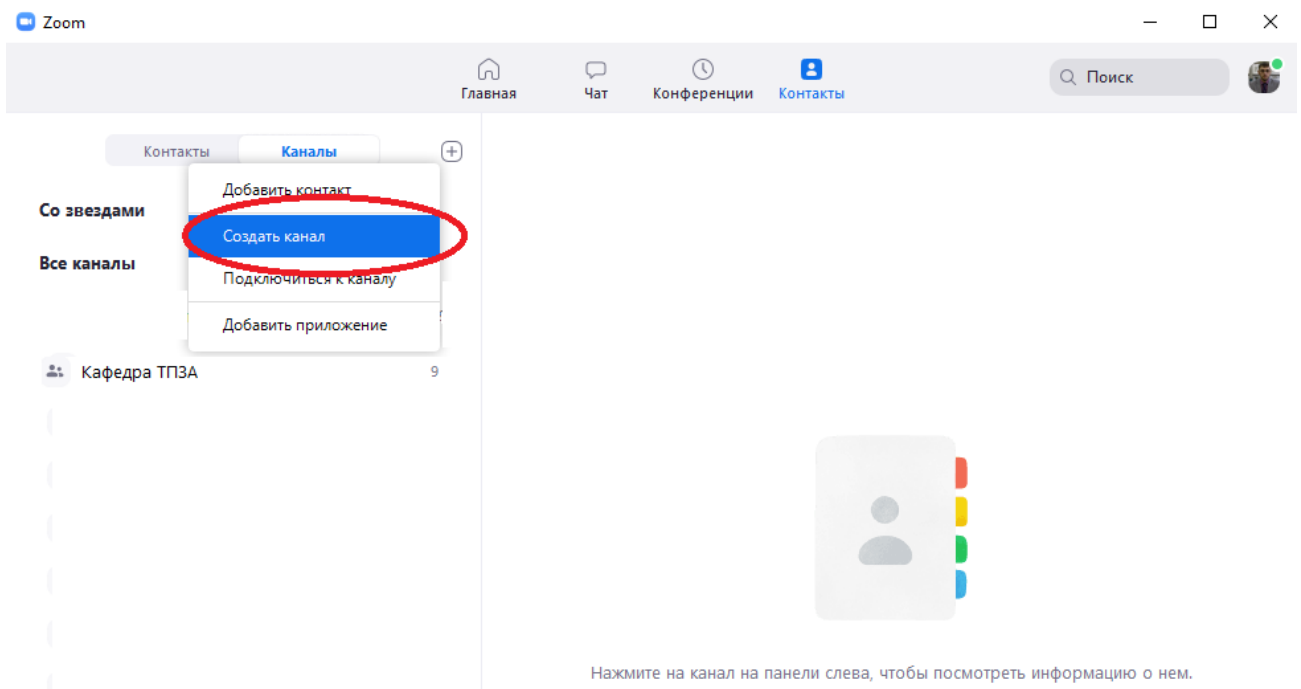 Zoom
Главная
Чат
Конференции
Контакты
Поиск
Контакты
Каналы
Добавить контакт
Со звездами
Создать канал
Все каналы
Подключиться к каналу
Добавить приложение
Кафедра ТПЗА
9
Нажмите на канал на панели слева, чтобы посмотреть информацию о нем.